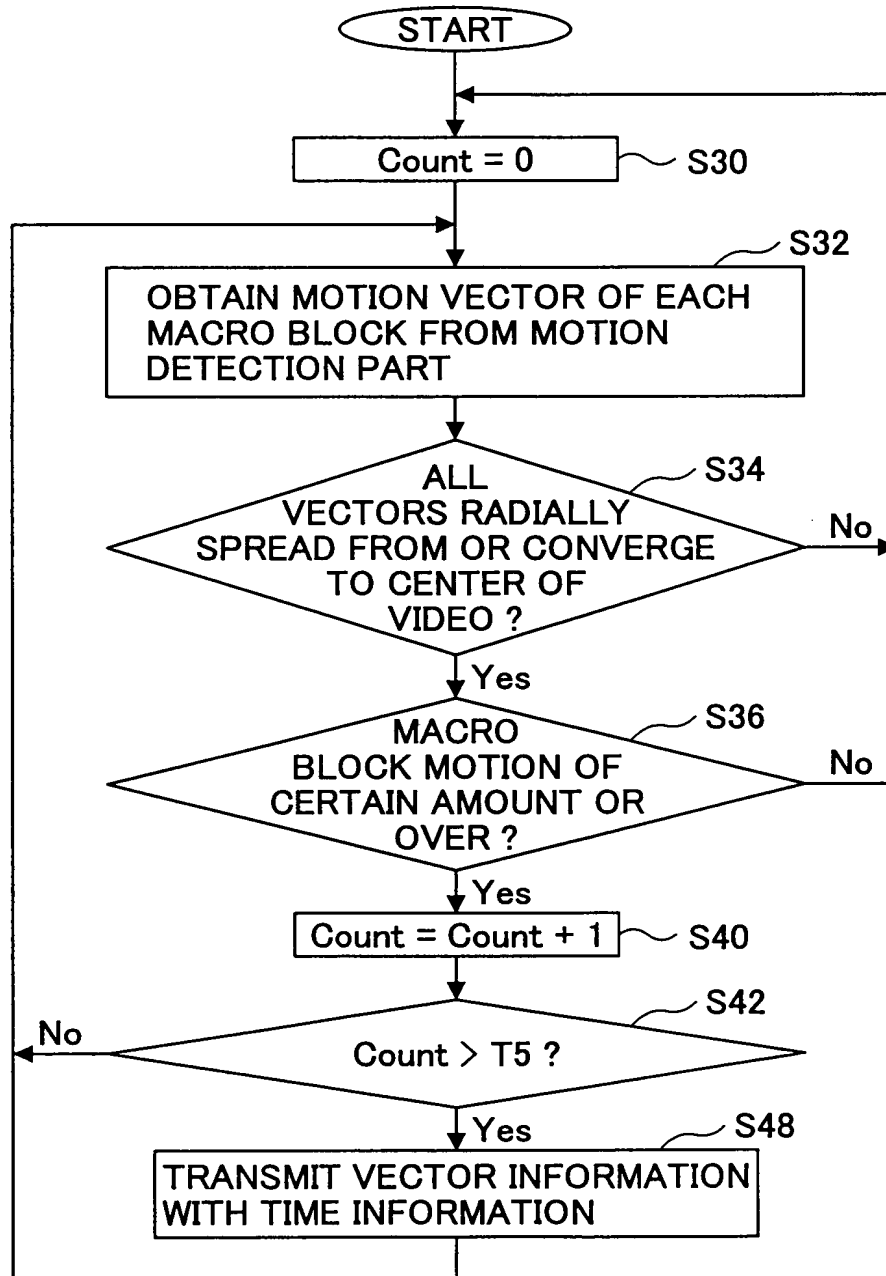 START
Count = 0
S30
S32
OBTAIN MOTION VECTOR OF EACH
MACRO BLOCK FROM MOTION
DETECTION PART
S34
ALL
VECTORS RADIALLY
SPREAD FROM OR CONVERGE
TO CENTER OF
VIDEO ?
No
Yes
S36
MACRO
BLOCK MOTION OF
CERTAIN AMOUNT OR
OVER ?
No
Yes
Count = Count + 1
S40
S42
No
Count > T5 ?
Yes
S48
TRANSMIT VECTOR INFORMATION
WITH TIME INFORMATION